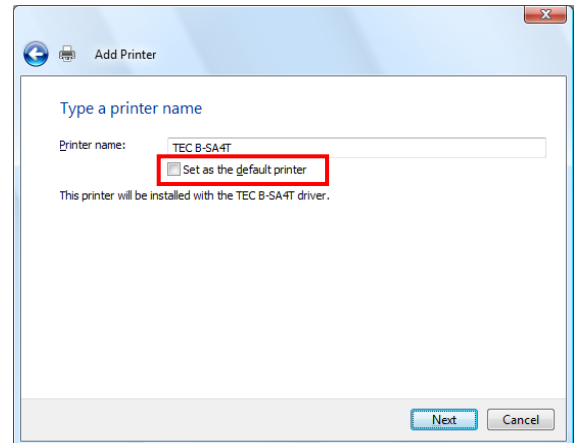 Add Printer
Type a printer name
Printer name:
TEC B-SA4T
Set as the default printer
This printer will be installed with the TEC B-SA4T driver.
Next
Cancel